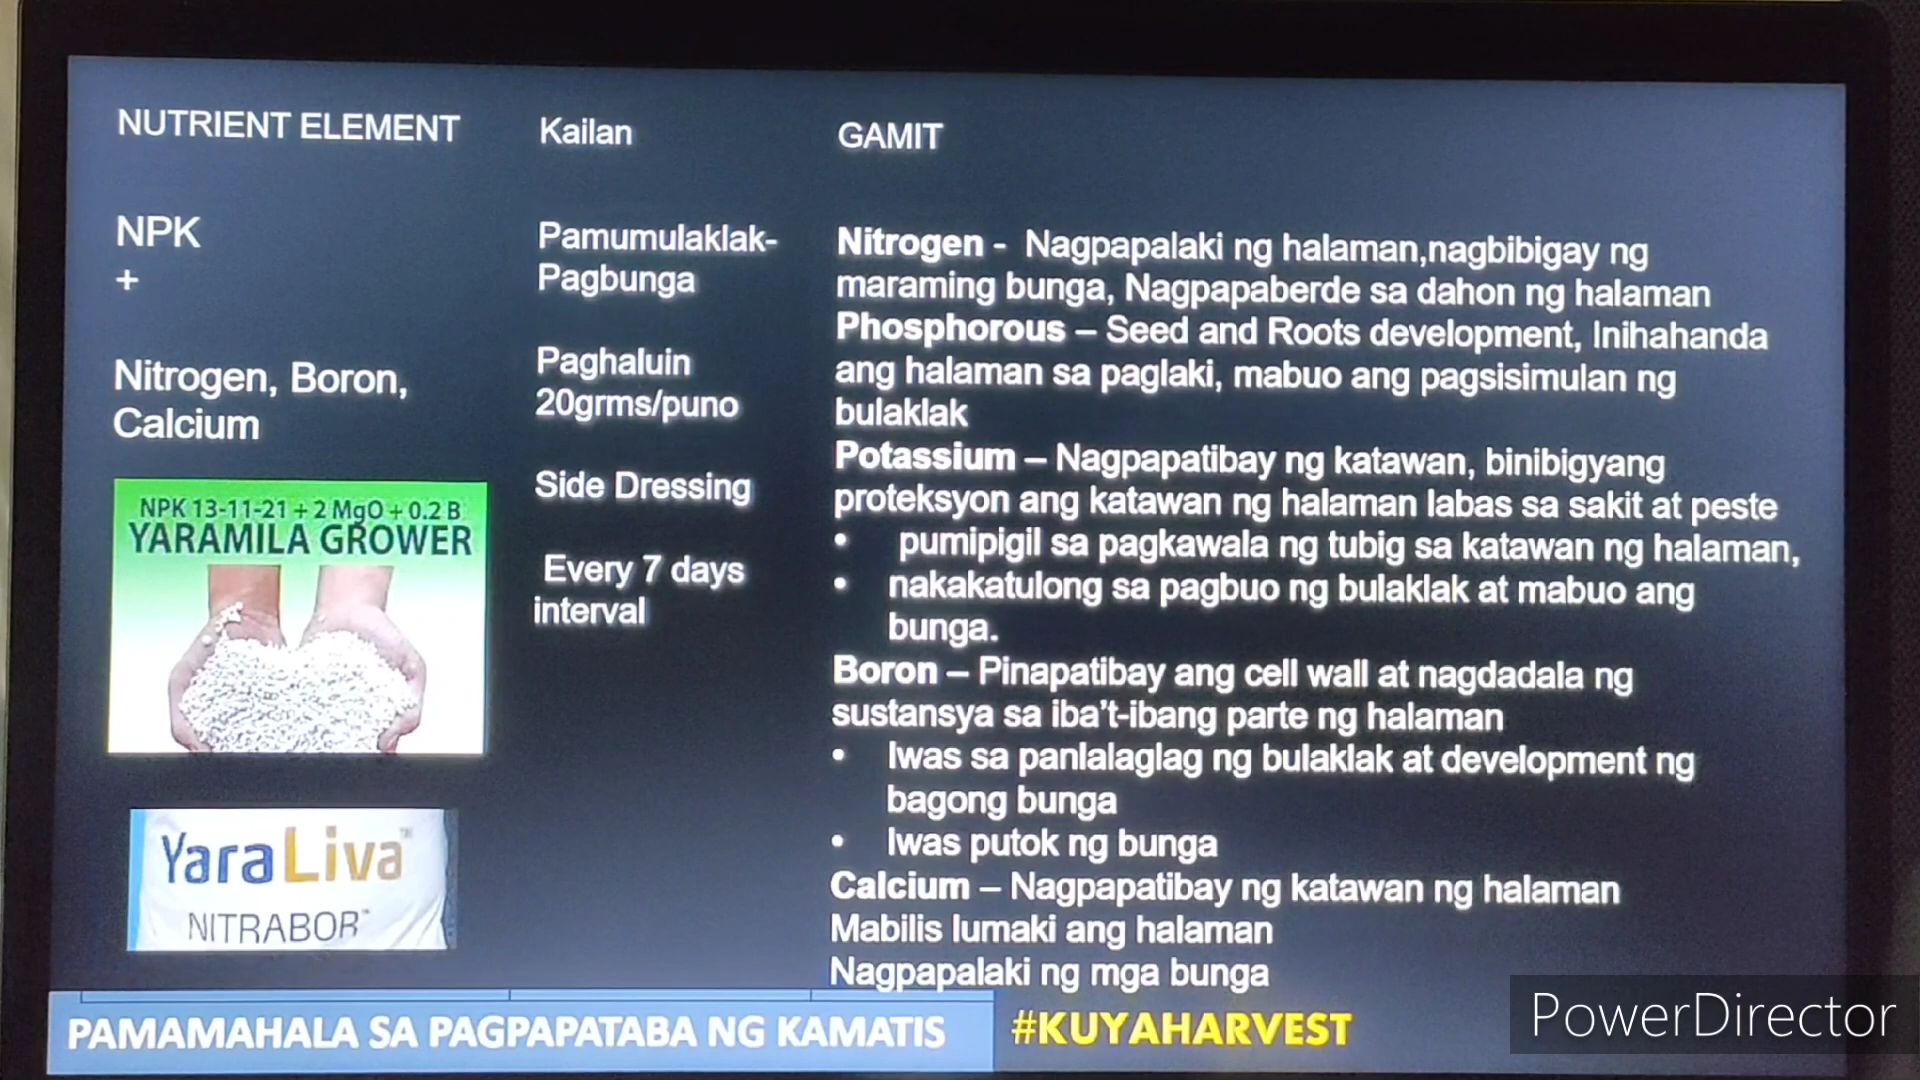 NUTRIENT ELEMENT
Kailan
GAMIT
NPK
+
Nitrogen, Boron,
Calcium
NPK 13-11-21 + 2 MgO + 0.2 B
YARAMILA GROWER
YaraLiva™
NITRABOR™
Pamumulaklak-
Pagbunga
Paghaluin
20grms/puno
Side Dressing
Every 7 days
interval
Nitrogen - Nagpapalaki ng halaman,nagbibigay ng
maraming bunga, Nagpapaberde sa dahon ng halaman
Phosphorous – Seed and Roots development, Inihahanda
ang halaman sa paglaki, mabuo ang pagsisimulan ng
bulaklak
Potassium – Nagpapatibay ng katawan, binibigyang
proteksyon ang katawan ng halaman labas sa sakit at peste
• pumipigil sa pagkawala ng tubig sa katawan ng halaman,
• nakakatulong sa pagbuo ng bulaklak at mabuo ang
bunga.
Boron – Pinapatibay ang cell wall at nagdadala ng
sustansya sa iba't-ibang parte ng halaman
• Iwas sa panlalaglag ng bulaklak at development ng
bagong bunga
• Iwas putok ng bunga
Calcium – Nagpapatibay ng katawan ng halaman
Mabilis lumaki ang halaman
Nagpapalaki ng mga bunga
PAMAMAHALA SA PAGPAPATABA NG KAMATIS
#KUYAHARVEST
PowerDirector